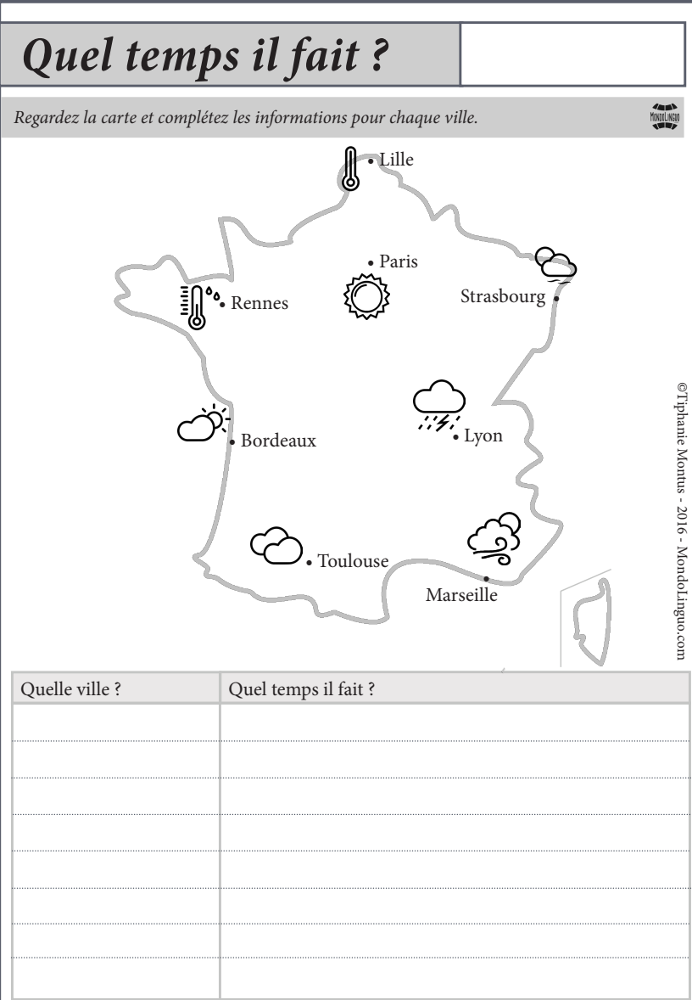 Quel temps il fait ?
Regardez la carte et complétez les informations pour chaque ville.
MONDOLINGUO
Lille
Paris
Rennes
Strasbourg
Bordeaux
Lyon
Toulouse
Marseille
©Tiphanie Montus - 2016 - MondoLinguo.com
Quelle ville ?
Quel temps il fait ?